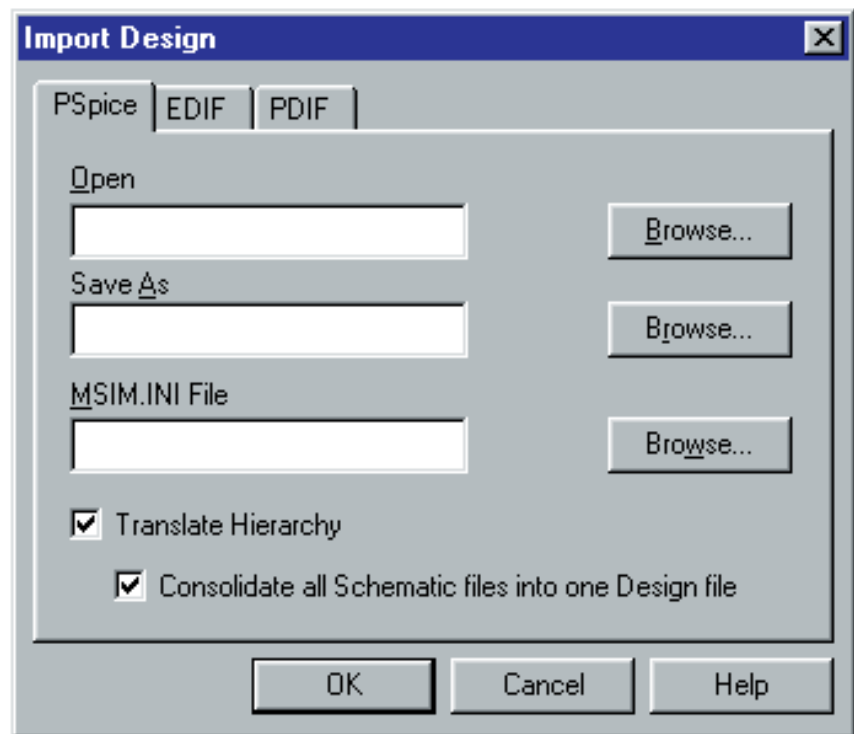 Import Design
PSpice EDIF PDIF
Open
Browse...
Save As
Browse...
MSIM.INI File
Browse...
Translate Hierarchy
Consolidate all Schematic files into one Design file
OK Cancel Help